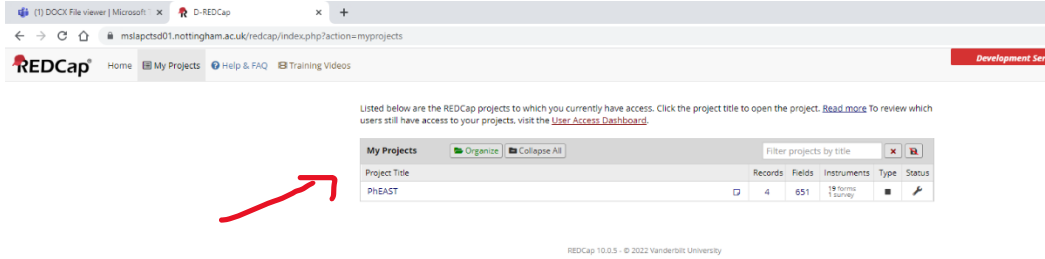 (1) DOCX File viewer | Microsoft
D-REDCap
mslapctsd01.nottingham.ac.uk/redcap/index.php?action=myprojects
REDCap Home My Projects Help & FAQ Training Videos
Development Ser
Listed below are the REDCap projects to which you currently have access. Click the project title to open the project. Read more To review which
users still have access to your projects, visit the User Access Dashboard.
My Projects Organize Collapse All Filter projects by title
Project Title Records Fields Instruments Type Status
PhEAST 4 651 19 forms
1 survey
REDCap 10.0.5 - © 2022 Vanderbilt University